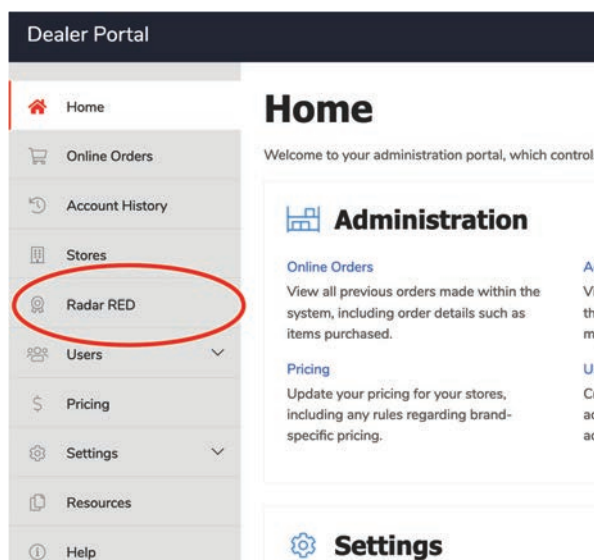 Dealer Portal
Home
Online Orders
Account History
Stores
Radar RED
Users
Pricing
Settings
Resources
Help
Home
Welcome to your administration portal, which control
Administration
Online Orders
View all previous orders made within the
system, including order details such as
items purchased.
Pricing
Update your pricing for your stores,
including any rules regarding brand-
specific pricing.
Settings